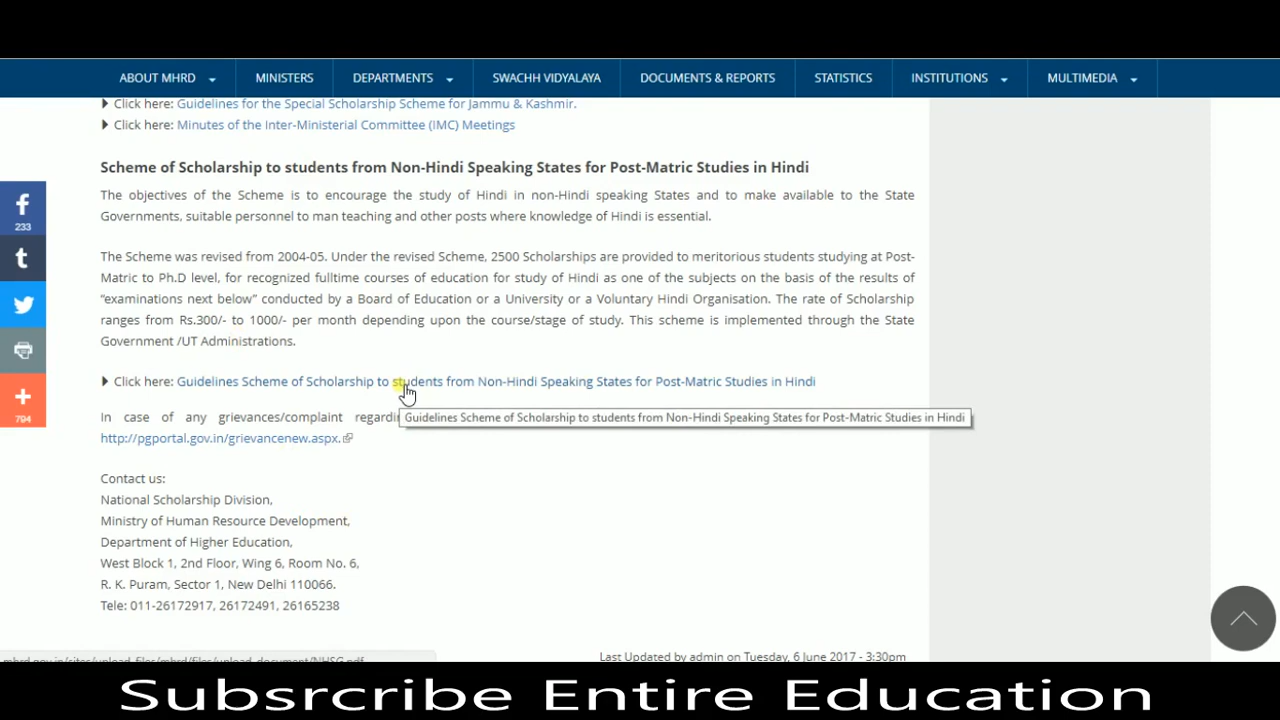 ABOUT MHRD MINISTERS DEPARTMENTS SWACHH VIDYALAYA DOCUMENTS & REPORTS STATISTICS INSTITUTIONS MULTIMEDIA
Click here: Guidelines for the Special Scholarship Scheme for Jammu & Kashmir.
Click here: Minutes of the Inter-Ministerial Committee (IMC) Meetings
Scheme of Scholarship to students from Non-Hindi Speaking States for Post-Matric Studies in Hindi
The objectives of the Scheme is to encourage the study of Hindi in non-Hindi speaking States and to make available to the State
Governments, suitable personnel to man teaching and other posts where knowledge of Hindi is essential.
233
The Scheme was revised from 2004-05. Under the revised Scheme, 2500 Scholarships are provided to meritorious students studying at Post-
Matric to Ph.D level, for recognized fulltime courses of education for study of Hindi as one of the subjects on the basis of the results of
“examinations next below” conducted by a Board of Education or a University or a Voluntary Hindi Organisation. The rate of Scholarship
ranges from Rs.300/- to 1000/- per month depending upon the course/stage of study. This scheme is implemented through the State
Government /UT Administrations.
Click here: Guidelines Scheme of Scholarship to students from Non-Hindi Speaking States for Post-Matric Studies in Hindi
794
In case of any grievances/complaint
Guidelines Scheme of Scholarship to students from Non-Hindi Speaking States for Post-Matric Studies in Hindi
http://pgportal.gov.in/grievancenew.aspx.
Contact us:
National Scholarship Division,
Ministry of Human Resource Development,
Department of Higher Education,
West Block 1, 2nd Floor, Wing 6, Room No. 6,
R. K. Puram, Sector 1, New Delhi 110066.
Tele: 011-26172917, 26172491, 26165238
mhrd.gov.in/sites/upload_files/mhrd/files/upload_document/NHSG.pdf
Last Updated by admin on Tuesday, 6 June 2017 - 3:30pm
Subsrcribe Entire Education